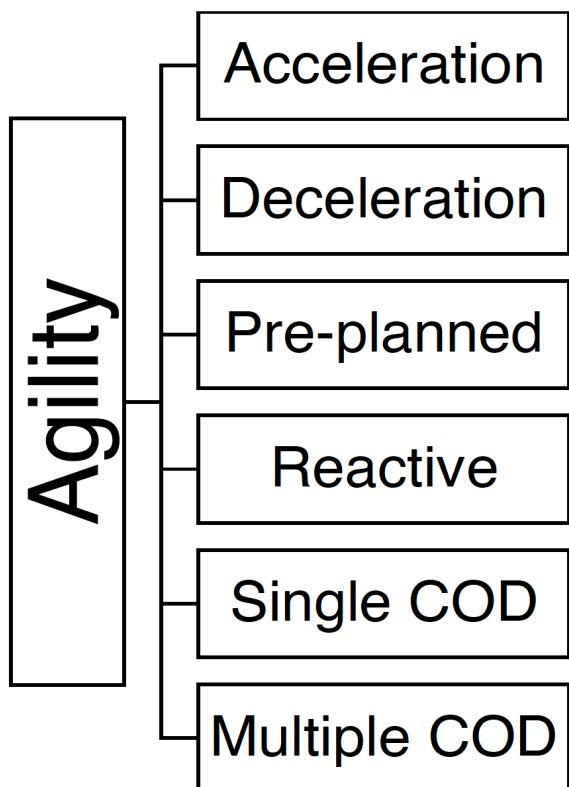 Agility
Acceleration
Deceleration
Pre-planned
Reactive
Single COD
Multiple COD